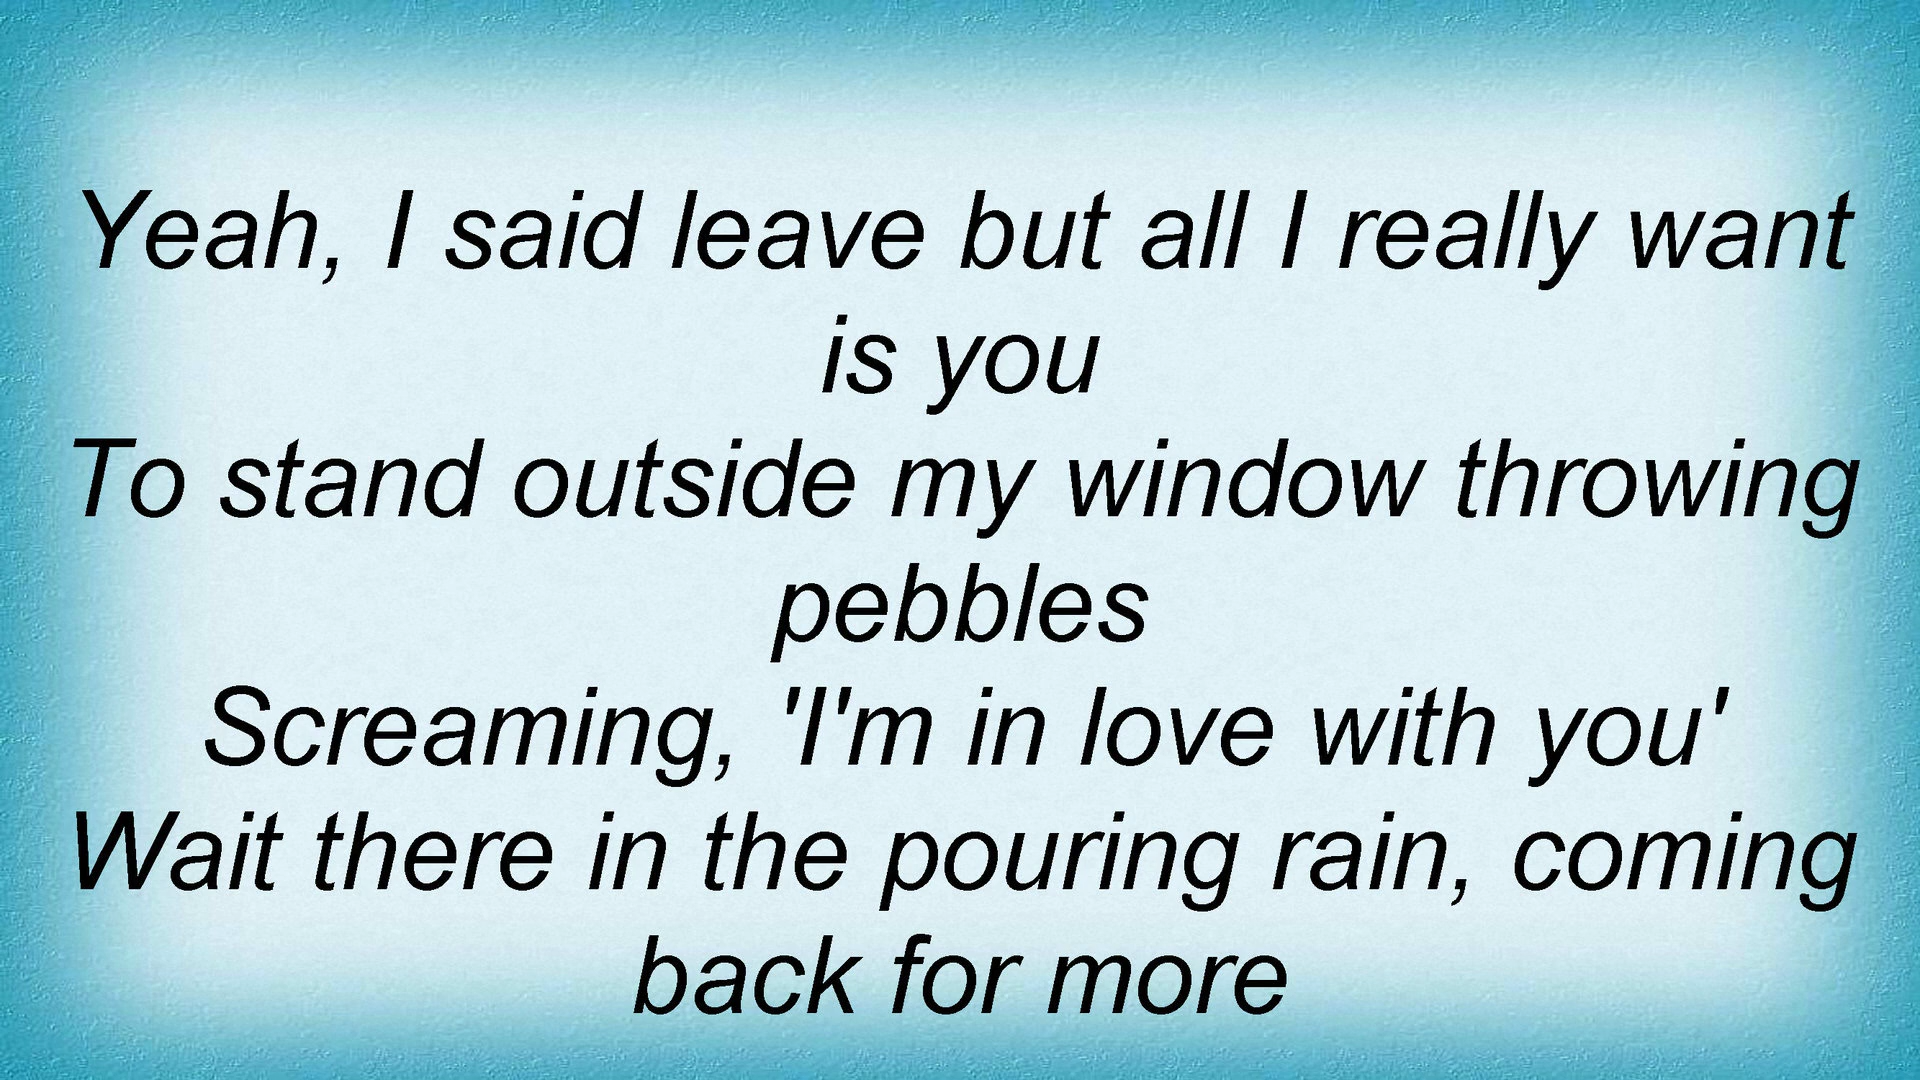 Yeah, I said leave but all I really want
is you
To stand outside my window throwing
pebbles
Screaming, 'I'm in love with you'
Wait there in the pouring rain, coming
back for more